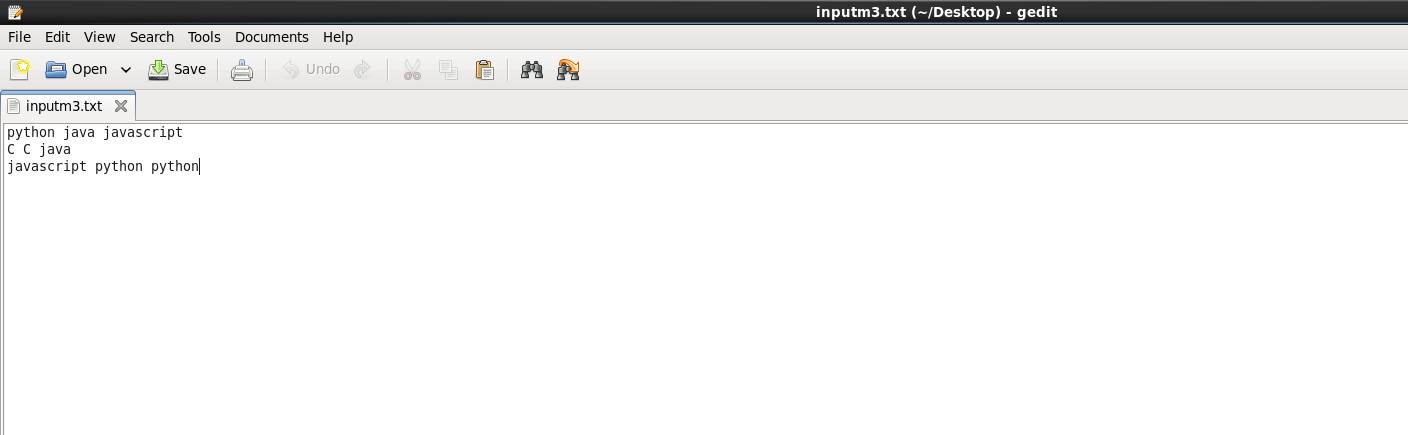 inputm3.txt (~/Desktop) - gedit
File Edit View Search Tools Documents Help
Open Save Undo
inputm3.txt
python java javascript
C C java
javascript python python